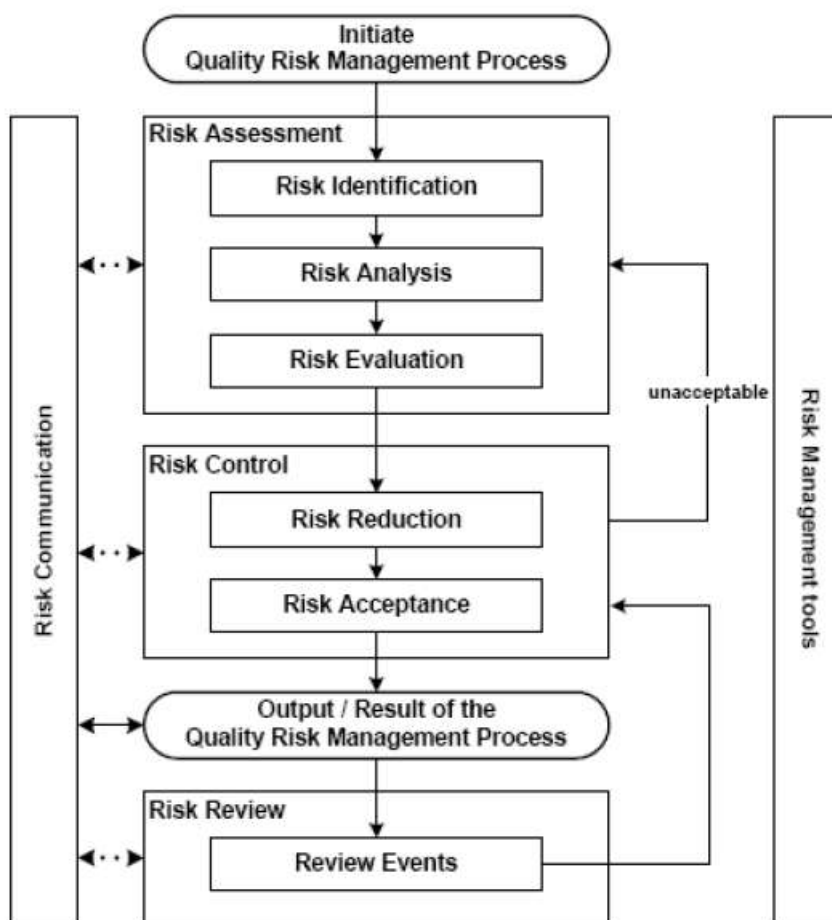 Initiate
Quality Risk Management Process
Risk Assessment
Risk Identification
Risk Analysis
Risk Evaluation
unacceptable
Risk Control
Risk Reduction
Risk Acceptance
Output / Result of the
Quality Risk Management Process
Risk Review
Review Events
Risk Communication
Risk Management tools